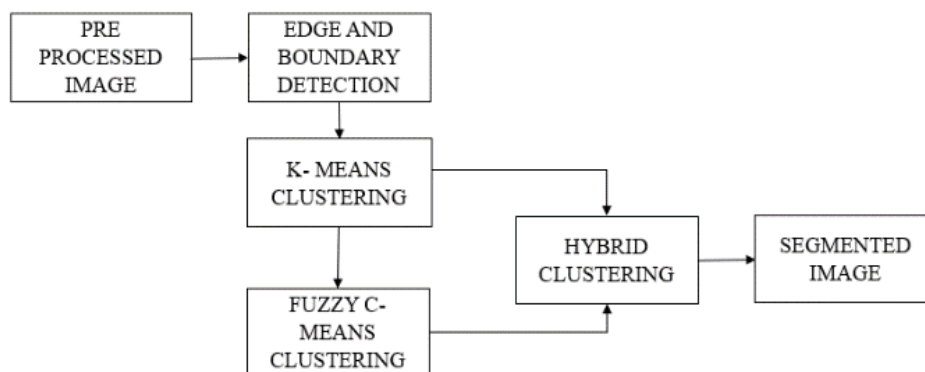 PRE
PROCESSED
IMAGE
EDGE AND
BOUNDARY
DETECTION
K- MEANS
CLUSTERING
FUZZY C-
MEANS
CLUSTERING
HYBRID
CLUSTERING
SEGMENTED
IMAGE